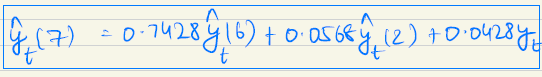 ŷ_t(7) = 0.7428ŷ_t(6) + 0.0568ŷ_t(2) + 0.0428y_t